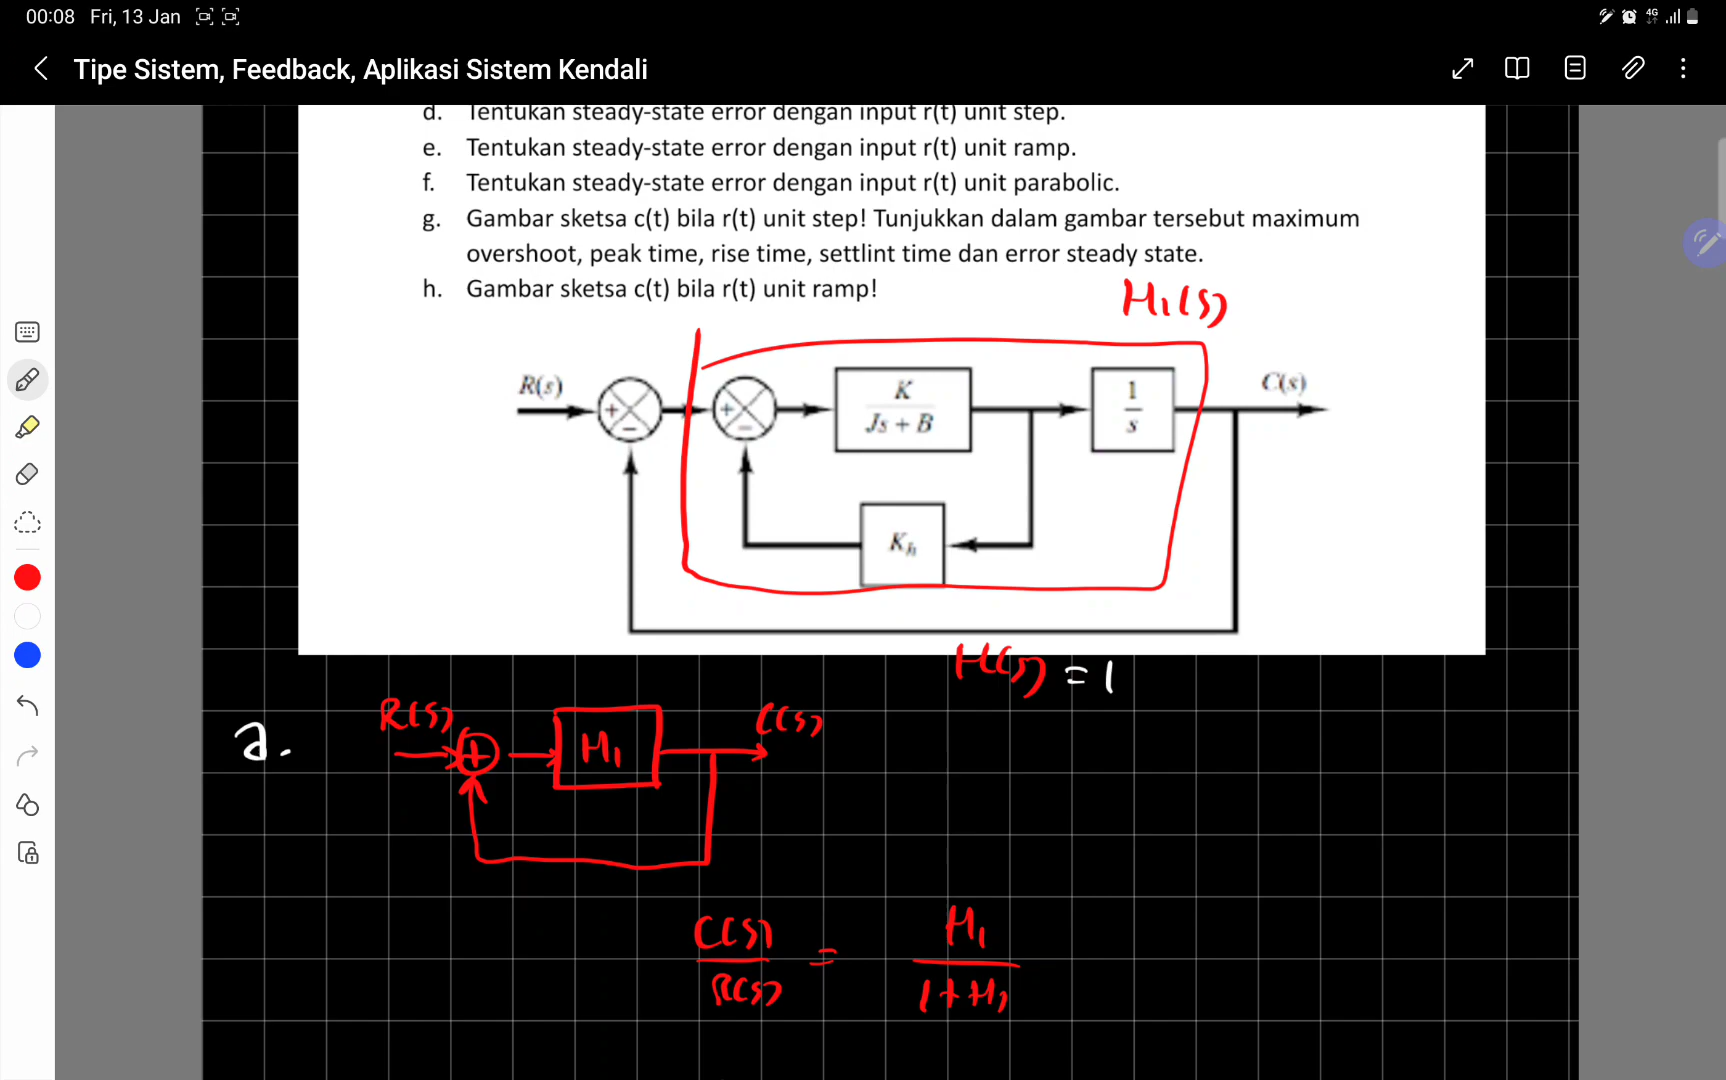 00:08 Fri, 13 Jan
4G
Tipe Sistem, Feedback, Aplikasi Sistem Kendali
d. Tentukan steady-state error dengan input r(t) unit step.
e. Tentukan steady-state error dengan input r(t) unit ramp.
f. Tentukan steady-state error dengan input r(t) unit parabolic.
g. Gambar sketsa c(t) bila r(t) unit step! Tunjukkan dalam gambar tersebut maximum
overshoot, peak time, rise time, settlint time dan error steady state.
h. Gambar sketsa c(t) bila r(t) unit ramp!
H₁(s)
R(s) + − + − K 1 C(s)
Js + B s
Kₕ
H(s) = 1
a. R(s) + H₁ C(s)
C(s) = H₁
R(s) 1+H₁